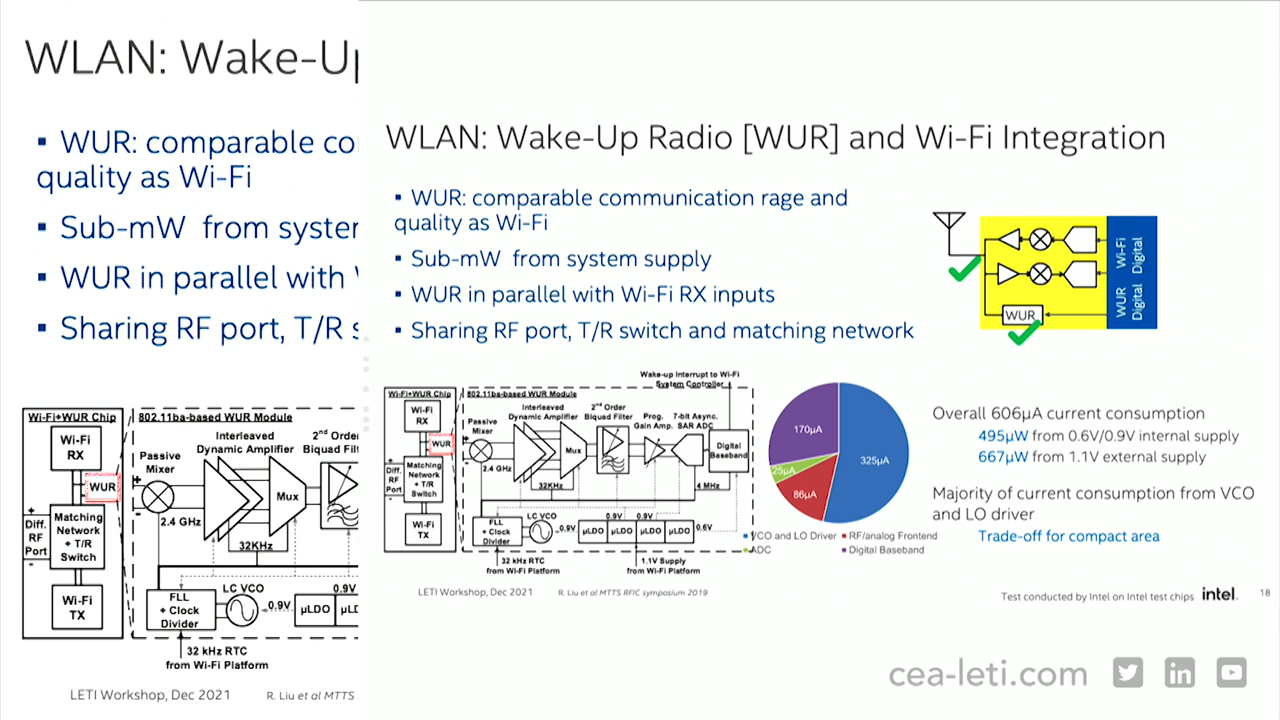 WLAN: Wake-Up
▪ WUR: comparable co
quality as Wi-Fi
▪ Sub-mW from syster
▪ WUR in parallel with
▪ Sharing RF port, T/R s
Wi-Fi+WUR Chip
Wi-Fi
RX
WUR
Diff.
RF
Port
Matching
Network
+ T/R
Switch
Wi-Fi
TX
802.11ba-based WUR Module
Passive
Mixer
2.4 GHz
Interleaved
Dynamic Amplifier
Mux
32KHz
2nd Order
Biquad Filt
FLL
+ Clock
Divider
LC VCO
0.9V
0.9V
µLDO
µLD
32 kHz RTC
from Wi-Fi Platform
LETI Workshop, Dec 2021
R. Liu et al MTTS
WLAN: Wake-Up Radio [WUR] and Wi-Fi Integration
▪ WUR: comparable communication rage and
quality as Wi-Fi
▪ Sub-mW from system supply
▪ WUR in parallel with Wi-Fi RX inputs
▪ Sharing RF port, T/R switch and matching network
WUR
Wi-Fi
Digital
WUR
Digital
Wake-up Interrupt to Wi-Fi
System Controller
Wi-Fi+WUR Chip
Wi-Fi
RX
WUR
Diff.
RF
Port
Matching
Network
+ T/R
Switch
Wi-Fi
TX
802.11ba-based WUR Module
Passive
Mixer
2.4 GHz
Interleaved
Dynamic Amplifier
Mux
32KHz
2nd Order
Biquad Filter
Prog.
Gain Amp.
7-bit Async.
SAR ADC
Digital
Baseband
4 MHz
FLL
+ Clock
Divider
LC VCO
0.9V
0.9V
0.9V
0.6V
µLDO
µLDO
µLDO
µLDO
32 kHz RTC
from Wi-Fi Platform
1.1V Supply
from Wi-Fi Platform
170µA
325µA
25µA
86µA
VCO and LO Driver
RF/analog Frontend
ADC
Digital Baseband
Overall 606µA current consumption
495µW from 0.6V/0.9V internal supply
667µW from 1.1V external supply
Majority of current consumption from VCO
and LO driver
Trade-off for compact area
LETI Workshop, Dec 2021
R. Liu et al MTTS RFIC symposium 2019
Test conducted by Intel on Intel test chips
intel.
18
cea-leti.com